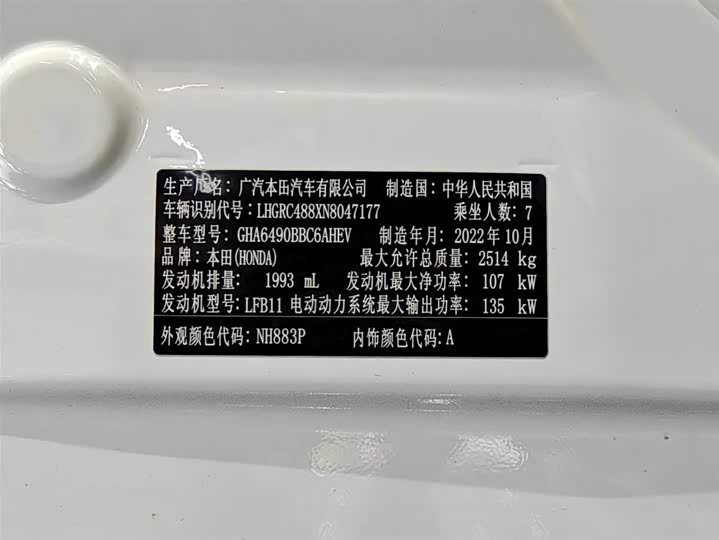 生产厂名：广汽本田汽车有限公司 制造国：中华人民共和国
车辆识别代号：LHGRC488XN8047177 乘坐人数：7
整车型号：GHA6490BBC6AHEV 制造年月：2022年10月
品牌：本田(HONDA) 最大允许总质量：2514 kg
发动机排量：1993 mL 发动机最大净功率：107 kW
发动机型号：LFB11 电动动力系统最大输出功率：135 kW
外观颜色代码：NH883P 内饰颜色代码：A